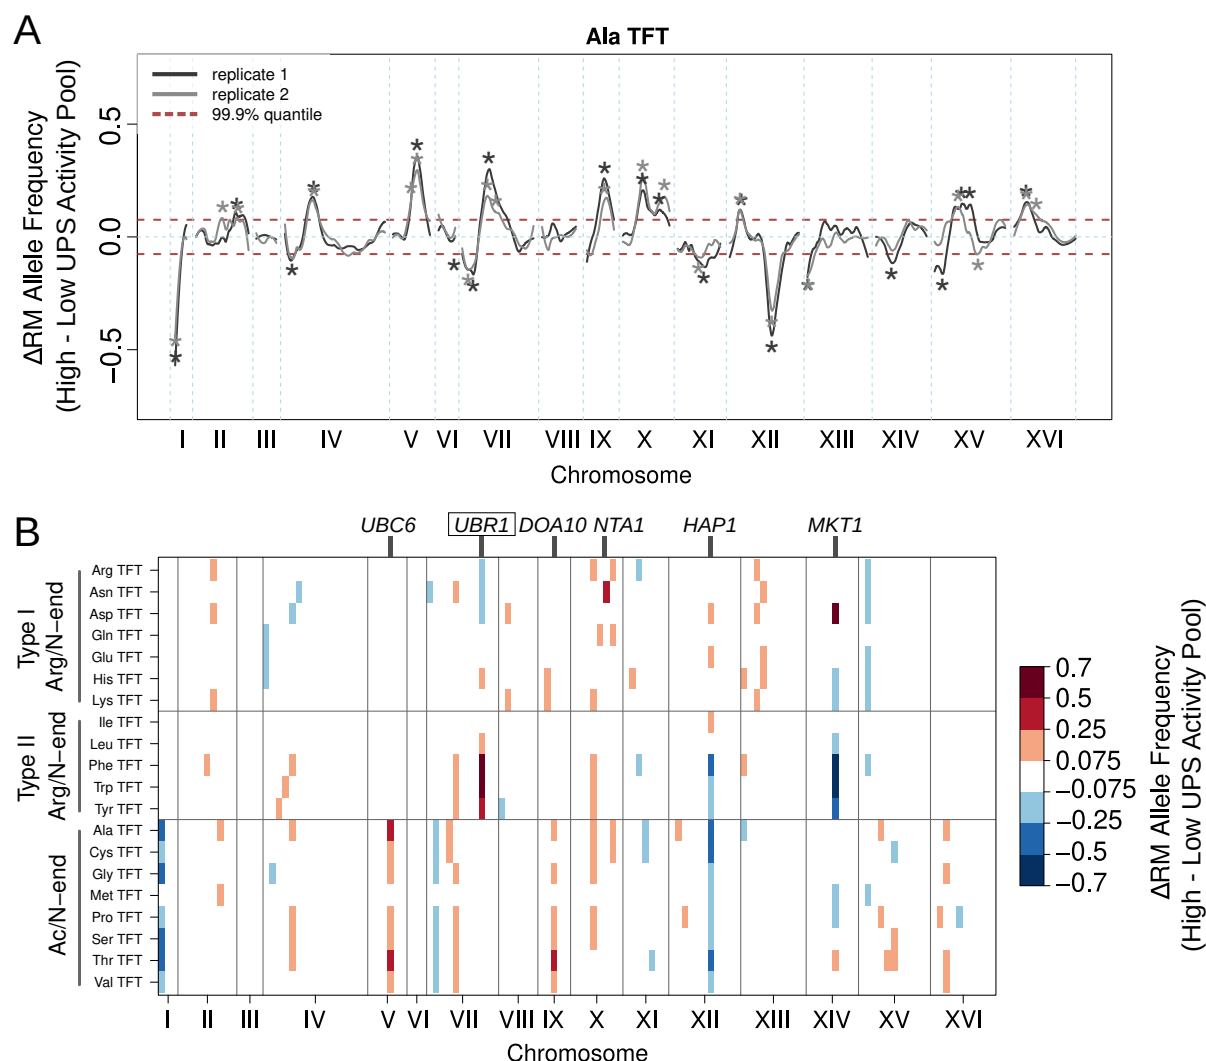 A
Ala TFT
replicate 1
replicate 2
99.9% quantile
ΔRM Allele Frequency
(High - Low UPS Activity Pool)
0.5
0.0
−0.5
I II III IV V VI VII VIII IX X XI XII XIII XIV XV XVI
Chromosome
B
UBC6 UBR1 DOA10 NTA1 HAP1 MKT1
Type I
Arg/N−end
Arg TFT
Asn TFT
Asp TFT
Gln TFT
Glu TFT
His TFT
Lys TFT
Type II
Arg/N−end
Ile TFT
Leu TFT
Phe TFT
Trp TFT
Tyr TFT
Ac/N−end
Ala TFT
Cys TFT
Gly TFT
Met TFT
Pro TFT
Ser TFT
Thr TFT
Val TFT
I II III IV V VI VII VIII IX X XI XII XIII XIV XV XVI
Chromosome
0.7
0.5
0.25
0.075
−0.075
−0.25
−0.5
−0.7
ΔRM Allele Frequency
(High - Low UPS Activity Pool)